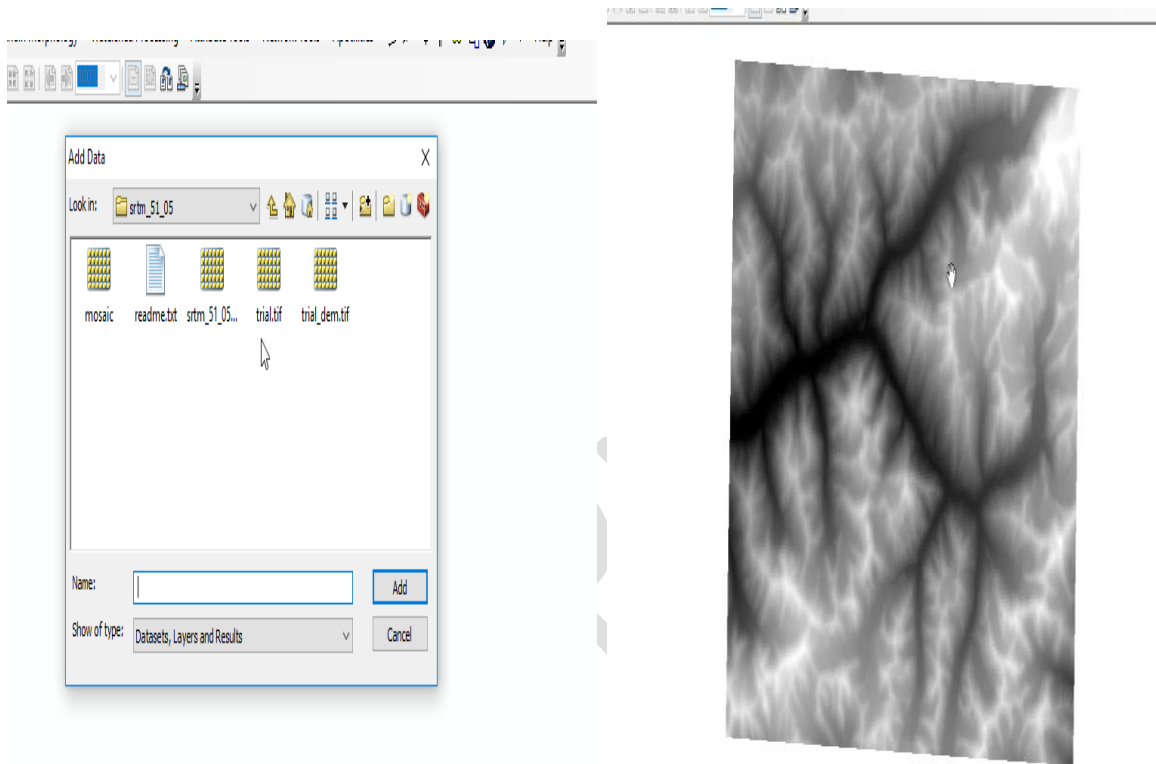 Add Data
Look in: srtm_51_05
mosaic readme.txt srtm_51_05... trial.tif trial_dem.tif
Name: Add
Show of type: Datasets, Layers and Results Cancel